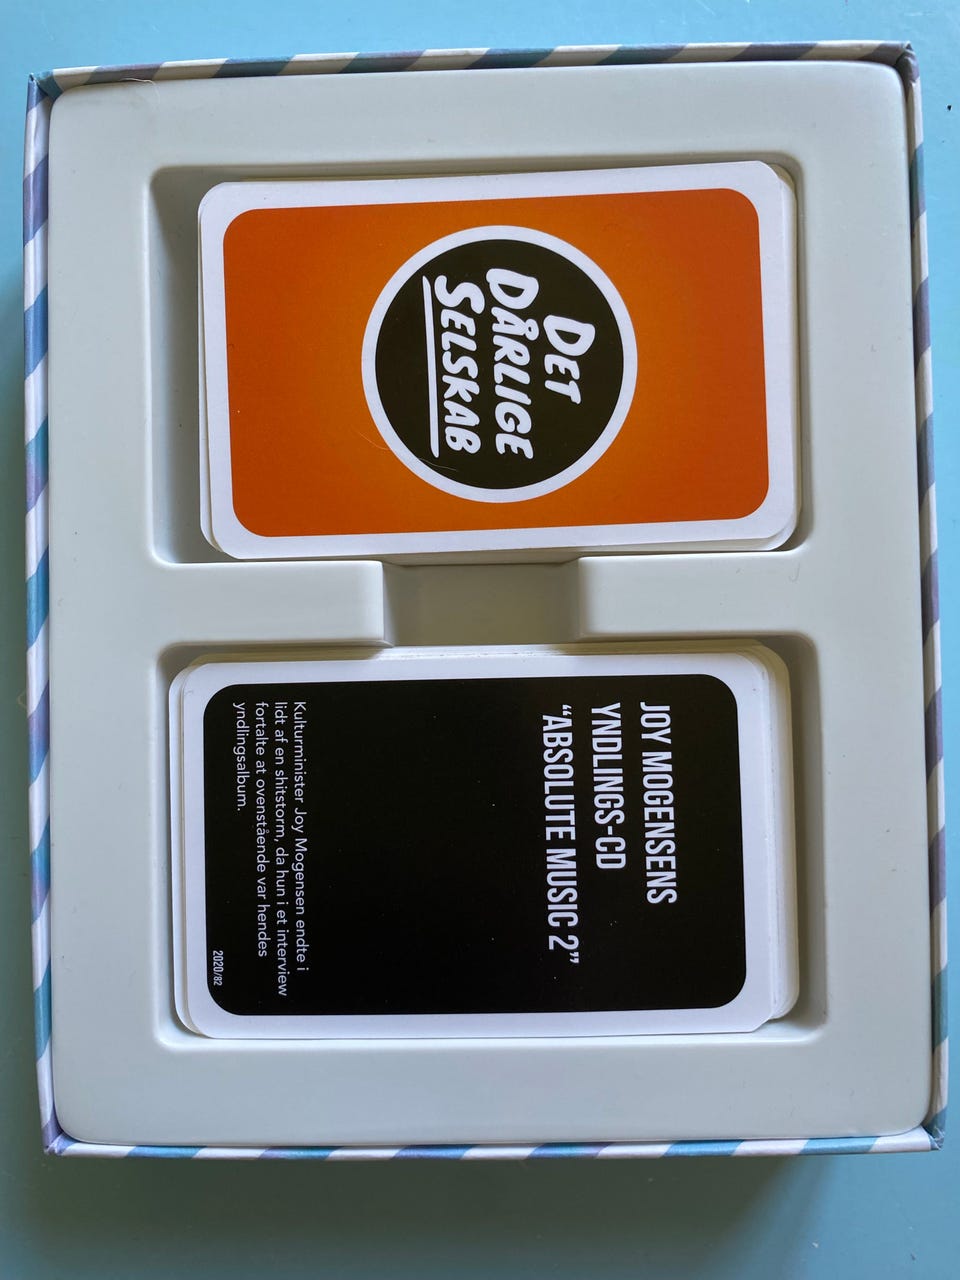 DET
DÅRLIGE
SELSKAB
JOY MOGENSENS
YNDLINGS-CD
“ABSOLUTE MUSIC 2”
Kulturminister Joy Mogensen endte i
lidt af en shitstorm, da hun i et interview
fortalte at ovenstående var hendes
yndlingsalbum.
2020/82